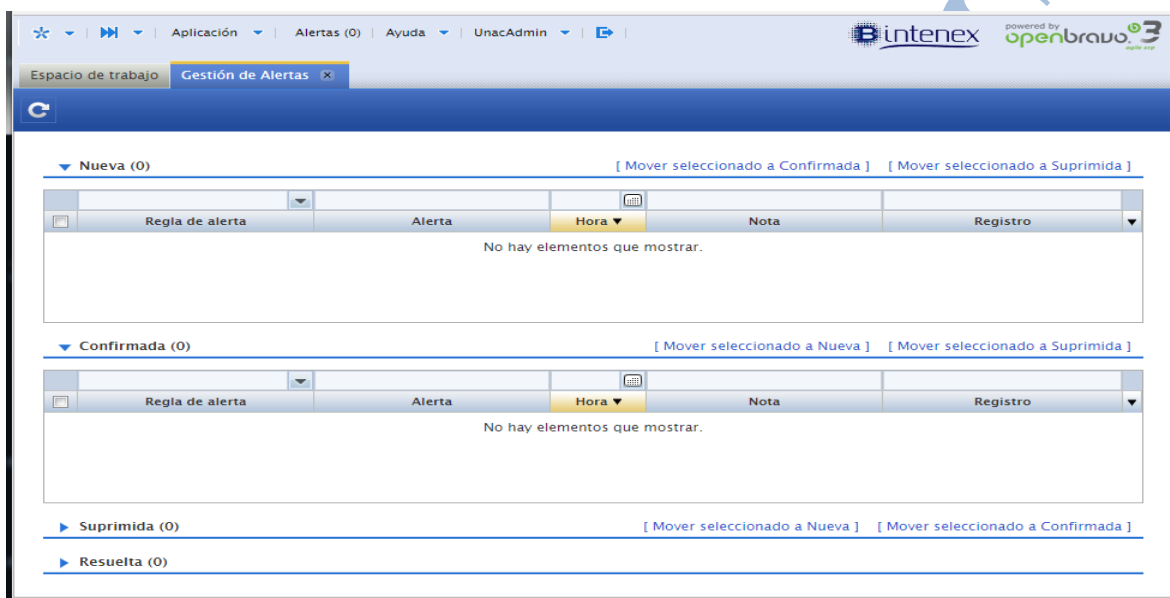 Aplicación Alertas (0) Ayuda UnacAdmin intenex powered by openbravo 3 agile erp
Espacio de trabajo Gestión de Alertas
Nueva (0) [ Mover seleccionado a Confirmada ] [ Mover seleccionado a Suprimida ]
Regla de alerta Alerta Hora Nota Registro
No hay elementos que mostrar.
Confirmada (0) [ Mover seleccionado a Nueva ] [ Mover seleccionado a Suprimida ]
Regla de alerta Alerta Hora Nota Registro
No hay elementos que mostrar.
Suprimida (0) [ Mover seleccionado a Nueva ] [ Mover seleccionado a Confirmada ]
Resuelta (0)